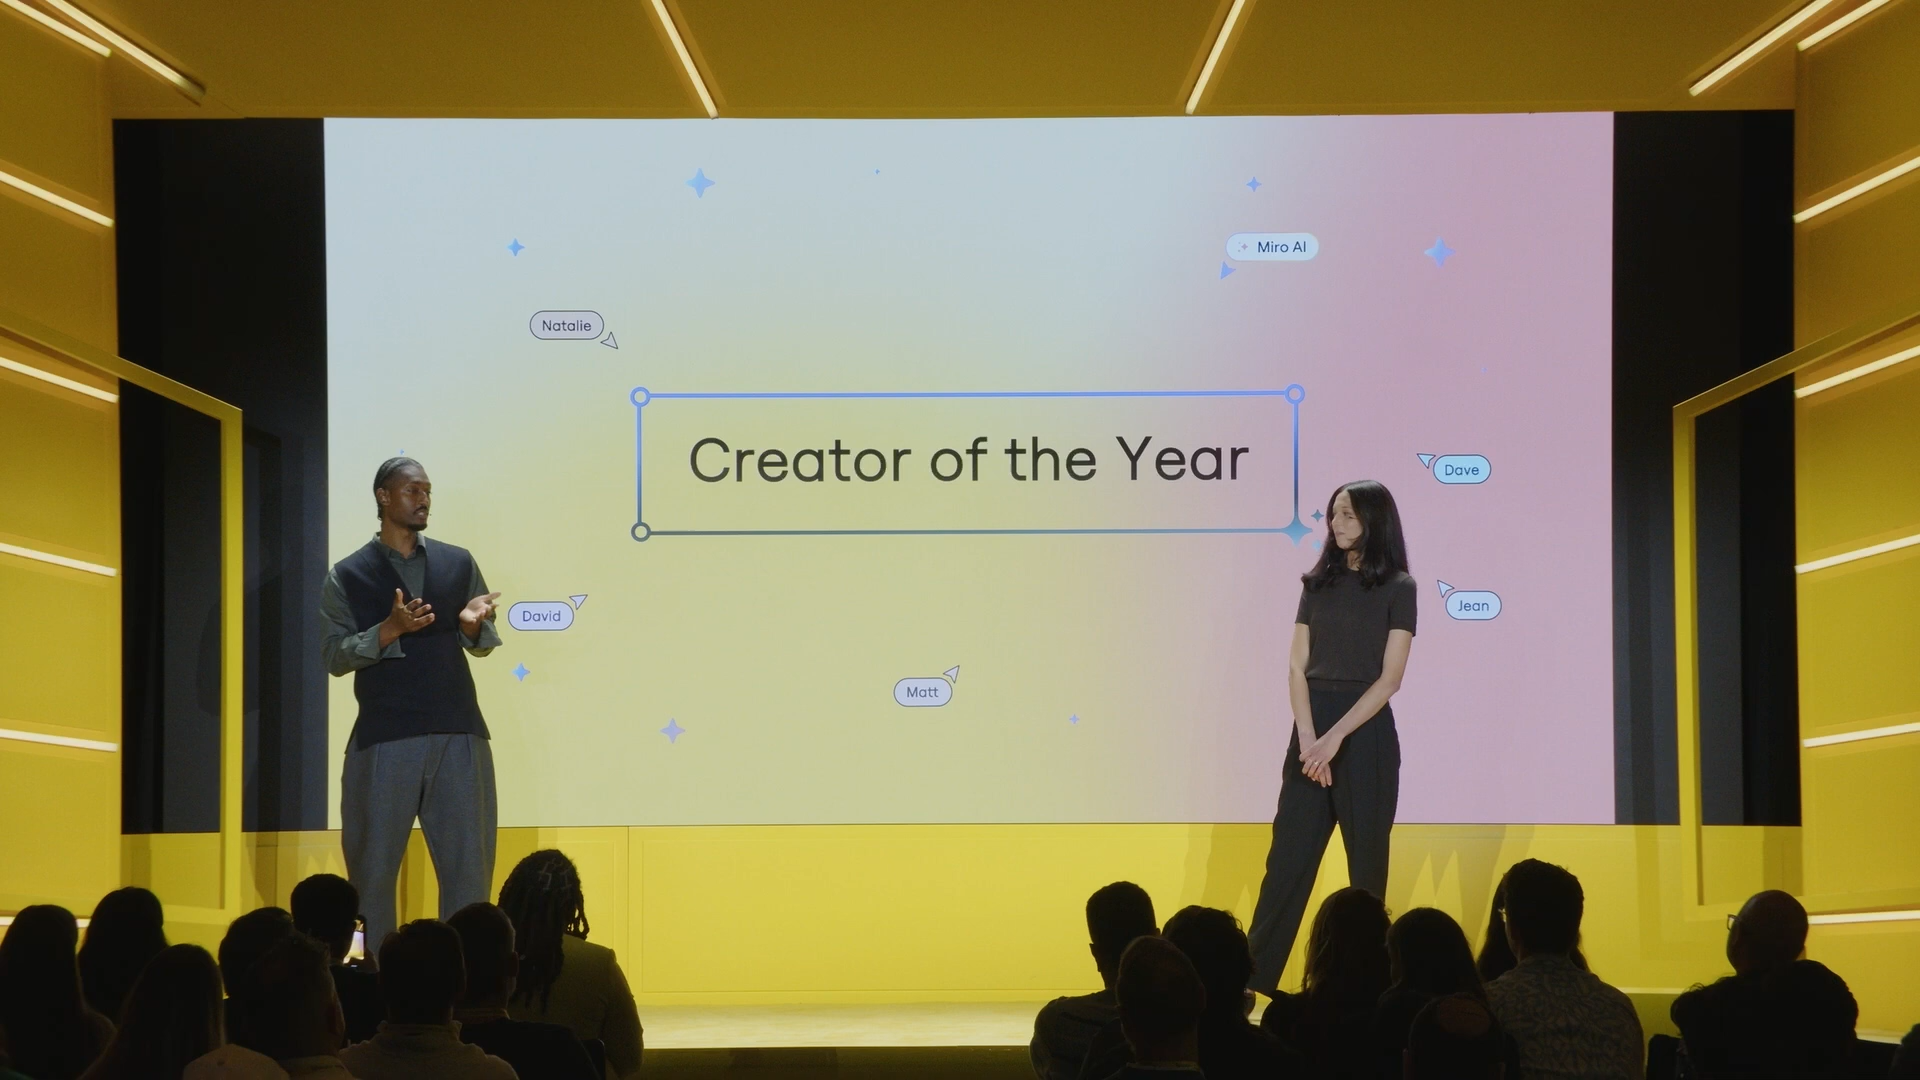 Miro AI
Natalie
Creator of the Year
Dave
Jean
David
Matt